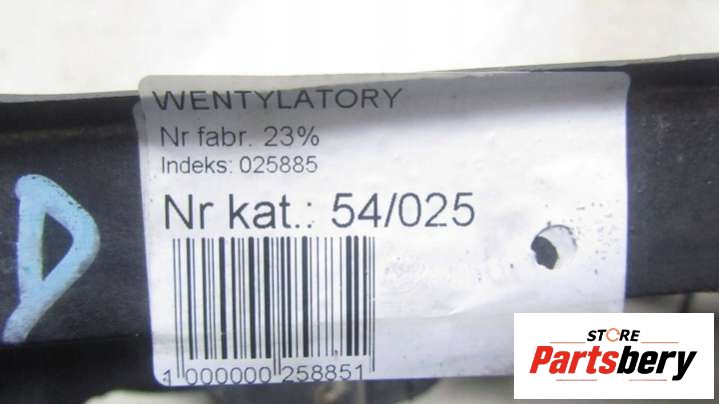 WENTYLATORY
Nr fabr. 23%
Indeks: 025885
Nr kat.: 54/025
D
1 000000 258851
STORE
Partsbery